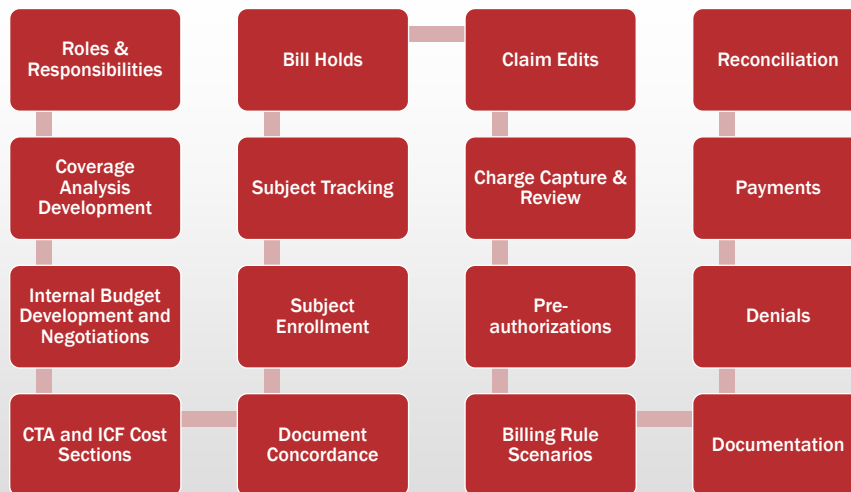 Roles &
Responsibilities
Coverage
Analysis
Development
Internal Budget
Development and
Negotiations
CTA and ICF Cost
Sections
Document
Concordance
Subject
Enrollment
Subject Tracking
Bill Holds
Claim Edits
Charge Capture &
Review
Pre-
authorizations
Billing Rule
Scenarios
Documentation
Denials
Payments
Reconciliation